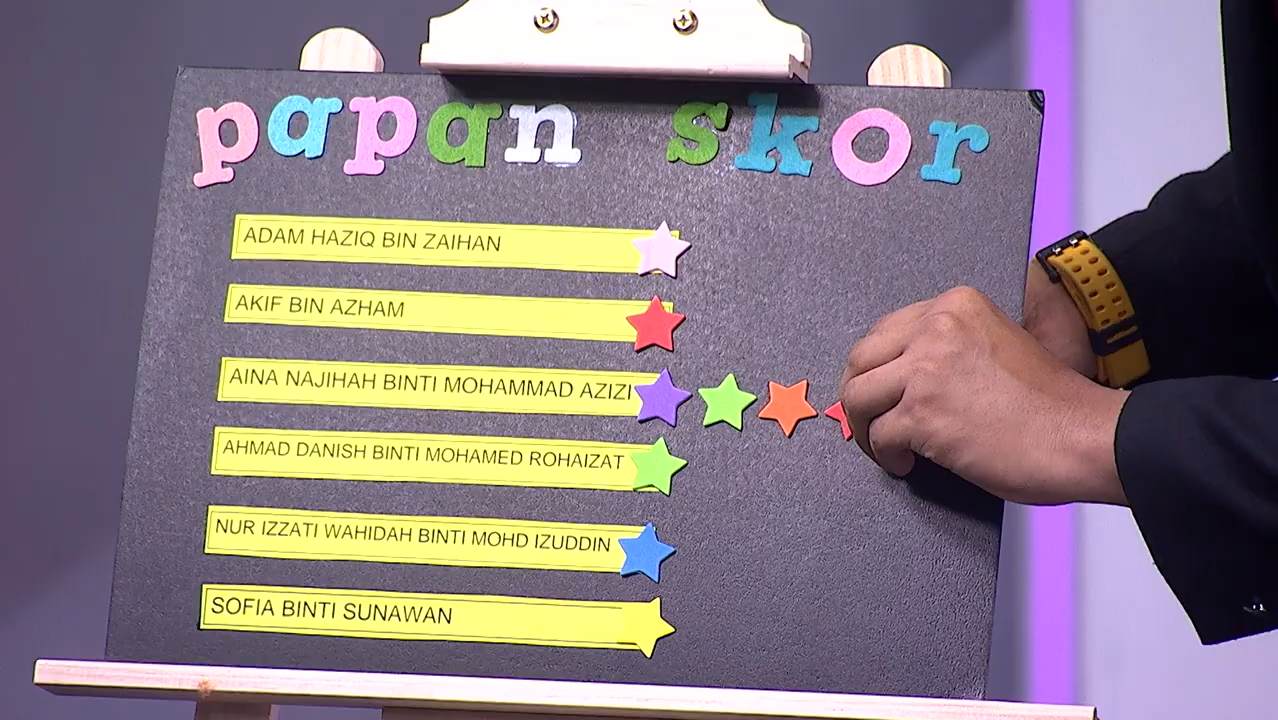 papan skor
ADAM HAZIQ BIN ZAIHAN
AKIF BIN AZHAM
AINA NAJIHAH BINTI MOHAMMAD AZIZI
AHMAD DANISH BINTI MOHAMED ROHAIZAT
NUR IZZATI WAHIDAH BINTI MOHD IZUDDIN
SOFIA BINTI SUNAWAN